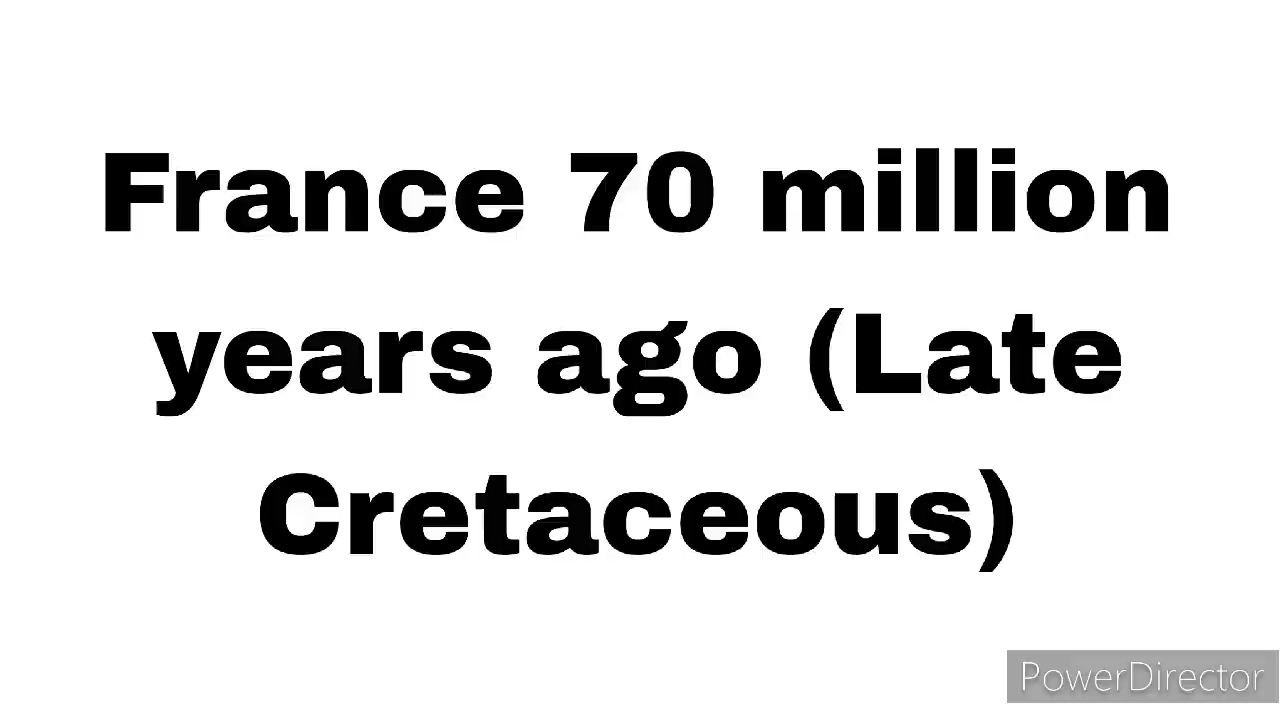 France 70 million
years ago (Late
Cretaceous)
PowerDirector